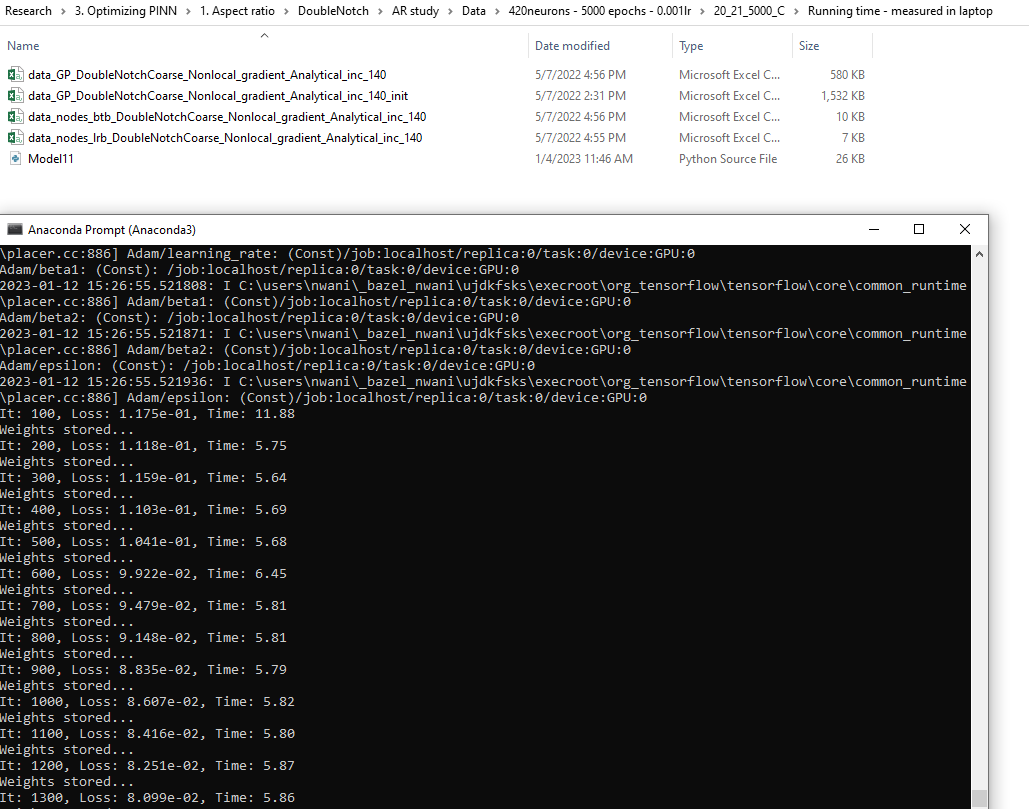 Research > 3. Optimizing PINN > 1. Aspect ratio > DoubleNotch > AR study > Data > 420neurons - 5000 epochs - 0.001lr > 20_21_5000_C > Running time - measured in laptop
Name Date modified Type Size
data_GP_DoubleNotchCoarse_Nonlocal_gradient_Analytical_inc_140 5/7/2022 4:56 PM Microsoft Excel C... 580 KB
data_GP_DoubleNotchCoarse_Nonlocal_gradient_Analytical_inc_140_init 5/7/2022 2:31 PM Microsoft Excel C... 1,532 KB
data_nodes_btb_DoubleNotchCoarse_Nonlocal_gradient_Analytical_inc_140 5/7/2022 4:56 PM Microsoft Excel C... 10 KB
data_nodes_lrb_DoubleNotchCoarse_Nonlocal_gradient_Analytical_inc_140 5/7/2022 4:55 PM Microsoft Excel C... 7 KB
Model11 1/4/2023 11:46 AM Python Source File 26 KB
Anaconda Prompt (Anaconda3)
\placer.cc:886] Adam/learning_rate: (Const)/job:localhost/replica:0/task:0/device:GPU:0
Adam/beta1: (Const): /job:localhost/replica:0/task:0/device:GPU:0
2023-01-12 15:26:55.521808: I C:\users\nwani\_bazel_nwani\ujdkfsks\execroot\org_tensorflow\tensorflow\core\common_runtime
\placer.cc:886] Adam/beta1: (Const)/job:localhost/replica:0/task:0/device:GPU:0
Adam/beta2: (Const): /job:localhost/replica:0/task:0/device:GPU:0
2023-01-12 15:26:55.521871: I C:\users\nwani\_bazel_nwani\ujdkfsks\execroot\org_tensorflow\tensorflow\core\common_runtime
\placer.cc:886] Adam/beta2: (Const)/job:localhost/replica:0/task:0/device:GPU:0
Adam/epsilon: (Const): /job:localhost/replica:0/task:0/device:GPU:0
2023-01-12 15:26:55.521936: I C:\users\nwani\_bazel_nwani\ujdkfsks\execroot\org_tensorflow\tensorflow\core\common_runtime
\placer.cc:886] Adam/epsilon: (Const)/job:localhost/replica:0/task:0/device:GPU:0
It: 100, Loss: 1.175e-01, Time: 11.88
Weights stored...
It: 200, Loss: 1.118e-01, Time: 5.75
Weights stored...
It: 300, Loss: 1.159e-01, Time: 5.64
Weights stored...
It: 400, Loss: 1.103e-01, Time: 5.69
Weights stored...
It: 500, Loss: 1.041e-01, Time: 5.68
Weights stored...
It: 600, Loss: 9.922e-02, Time: 6.45
Weights stored...
It: 700, Loss: 9.479e-02, Time: 5.81
Weights stored...
It: 800, Loss: 9.148e-02, Time: 5.81
Weights stored...
It: 900, Loss: 8.835e-02, Time: 5.79
Weights stored...
It: 1000, Loss: 8.607e-02, Time: 5.82
Weights stored...
It: 1100, Loss: 8.416e-02, Time: 5.80
Weights stored...
It: 1200, Loss: 8.251e-02, Time: 5.87
Weights stored...
It: 1300, Loss: 8.099e-02, Time: 5.86